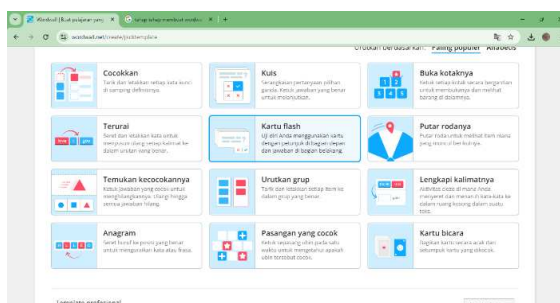 Wordwall | Buat pelajaran yang
wordwall.net/create/picktemplate
Urutkan berdasarkan: Paling populer Alfabetis
Cocokkan
Tarik dan letakkan setiap kata kunci
di samping definisinya.
Kuis
Serangkaian pertanyaan pilihan
ganda. Ketuk jawaban yang benar
untuk melanjutkan.
Buka kotaknya
Ketuk setiap kotak secara bergantian
untuk membukanya dan melihat
barang di dalamnya.
Terurai
Seret dan letakkan kata untuk
menyusun ulang setiap kalimat ke
dalam urutan yang benar.
Kartu flash
Uji diri Anda menggunakan kartu
dengan petunjuk di bagian depan
dan jawaban di bagian belakang.
Putar rodanya
Putar roda untuk melihat item mana
yang muncul berikutnya.
Temukan kecocokannya
Ketuk jawaban yang cocok untuk
menghilangkannya. Ulangi hingga
semua jawaban hilang.
Urutkan grup
Tarik dan letakkan setiap item ke
dalam grup yang benar.
Lengkapi kalimatnya
Aktivitas cloze di mana Anda
menyeret dan menaruh kata-kata ke
dalam ruang kosong dalam suatu
teks.
Anagram
Seret huruf ke posisi yang benar
untuk menguraikan kata atau frasa.
Pasangan yang cocok
Ketuk sepasang ubin pada satu
waktu untuk mengetahui apakah
ubin tersebut cocok.
Kartu bicara
Bagikan kartu secara acak dari
setumpuk kartu yang dikocok.